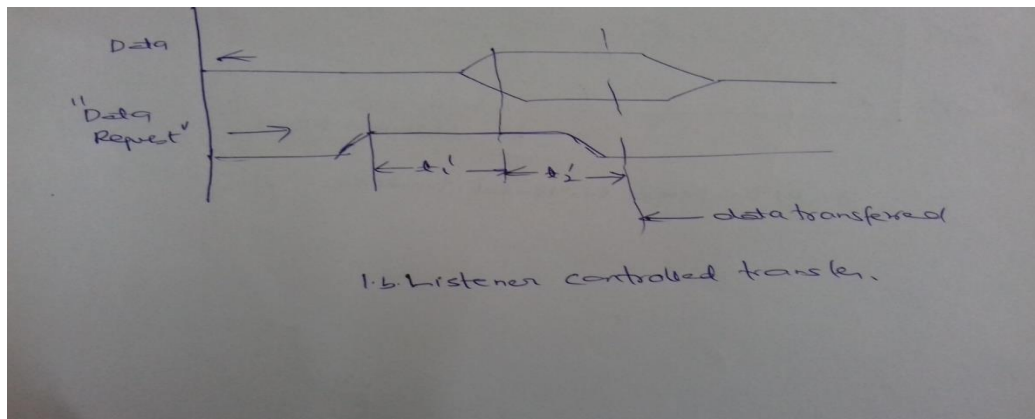 Data
"Data
Request"
t₁'
t₂'
data transferred
1.b. Listener controlled transfer.